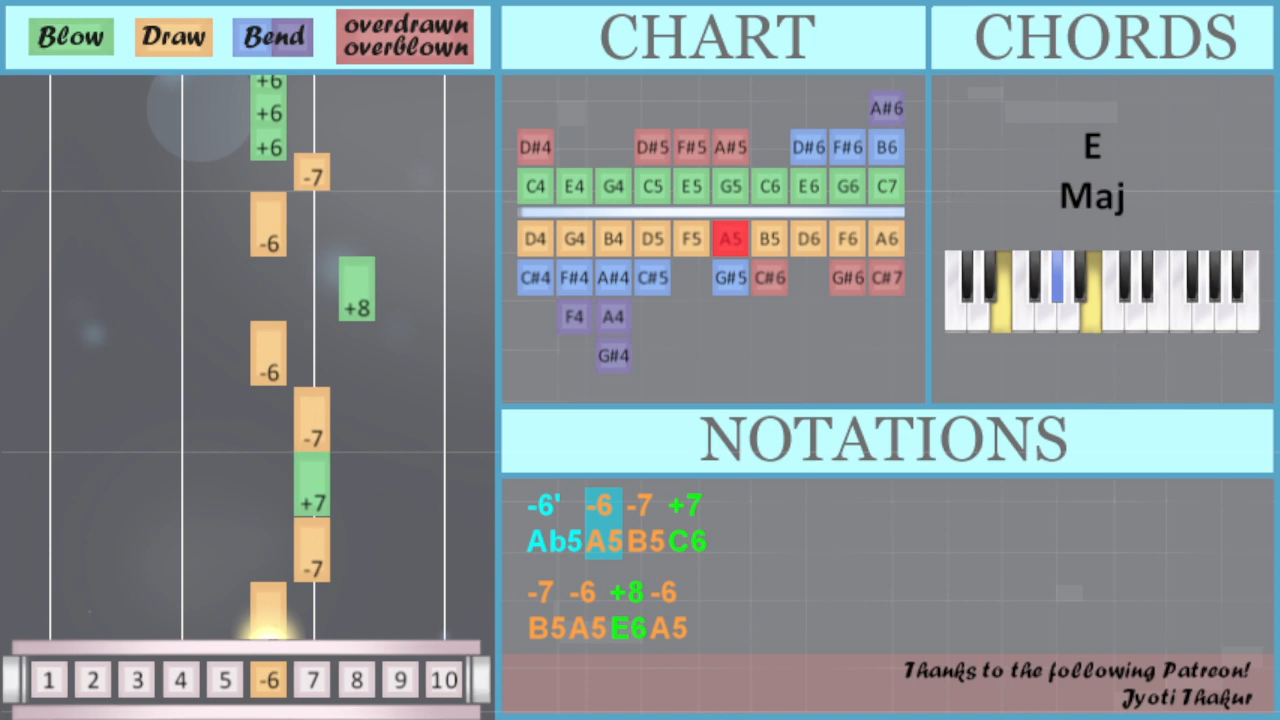 Blow Draw Bend overdrawn
overblown
CHART
CHORDS
+6
+6
+6
-7
-6
+8
-6
-7
+7
-7
1 2 3 4 5 -6 7 8 9 10
A#6
D#4 D#5 F#5 A#5 D#6 F#6 B6
C4 E4 G4 C5 E5 G5 C6 E6 G6 C7
D4 G4 B4 D5 F5 A5 B5 D6 F6 A6
C#4 F#4 A#4 C#5 G#5 C#6 G#6 C#7
F4 A4
G#4
E
Maj
NOTATIONS
-6' -6 -7 +7
Ab5 A5 B5 C6
-7 -6 +8 -6
B5 A5 E6 A5
Thanks to the following Patreon!
Jyoti Thakur